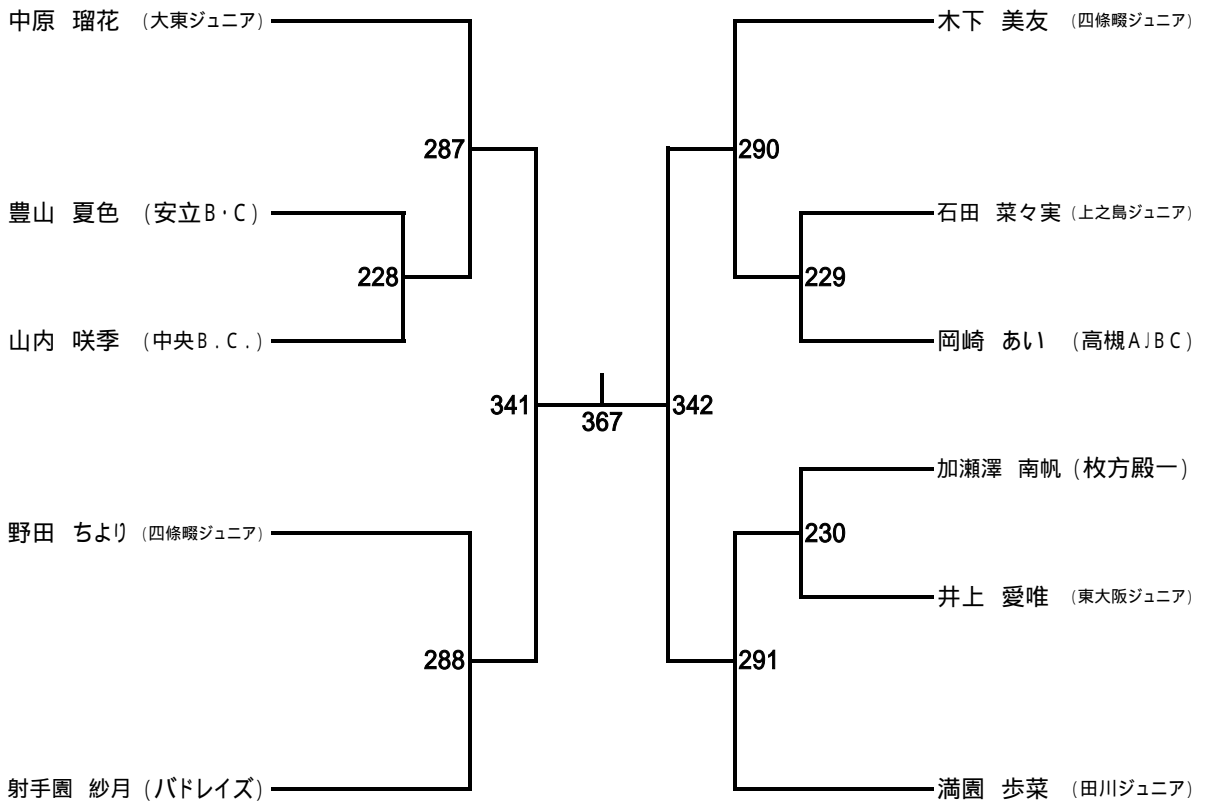 中原 瑠花 (大東ジュニア)
木下 美友 (四條畷ジュニア)
287
290
豊山 夏色 (安立B・C)
石田 菜々実 (上之島ジュニア)
228
229
山内 咲季 (中央B.C.)
岡崎 あい (高槻AJBC)
341
342
367
加瀬澤 南帆 (枚方殿一)
野田 ちより (四條畷ジュニア)
230
井上 愛唯 (東大阪ジュニア)
288
291
射手園 紗月 (バドレイズ)
満園 歩菜 (田川ジュニア)